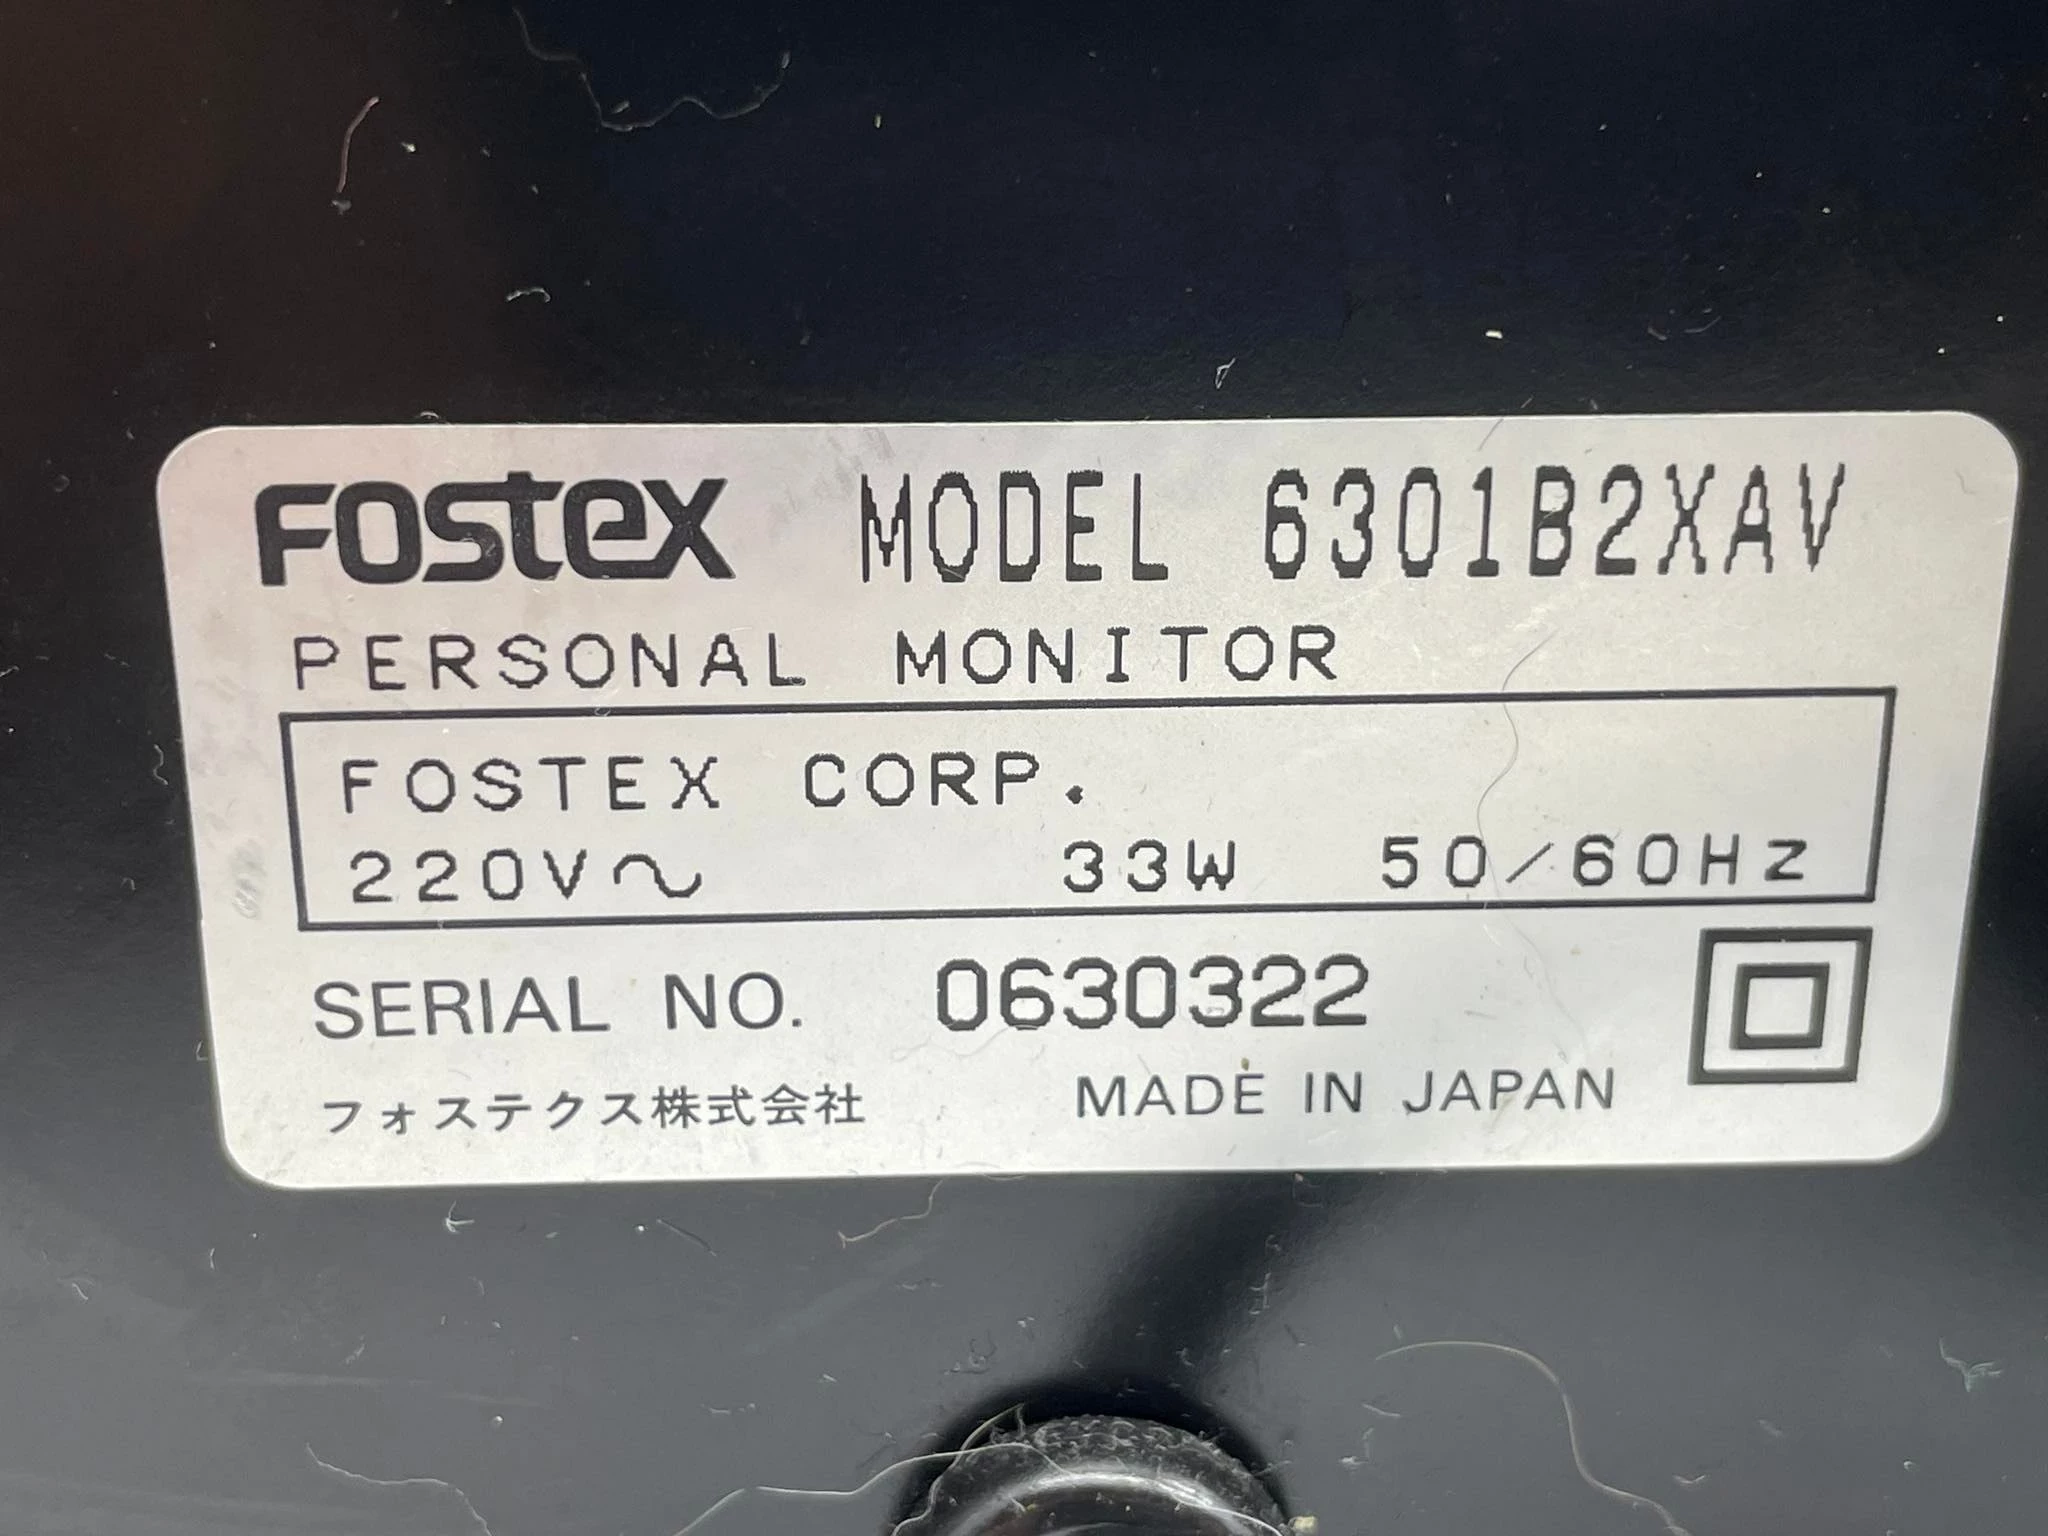 FOSTEX MODEL 6301B2XAV
PERSONAL MONITOR
FOSTEX CORP.
220V～ 33W 50/60Hz
SERIAL NO. 0630322
フォステクス株式会社 MADE IN JAPAN